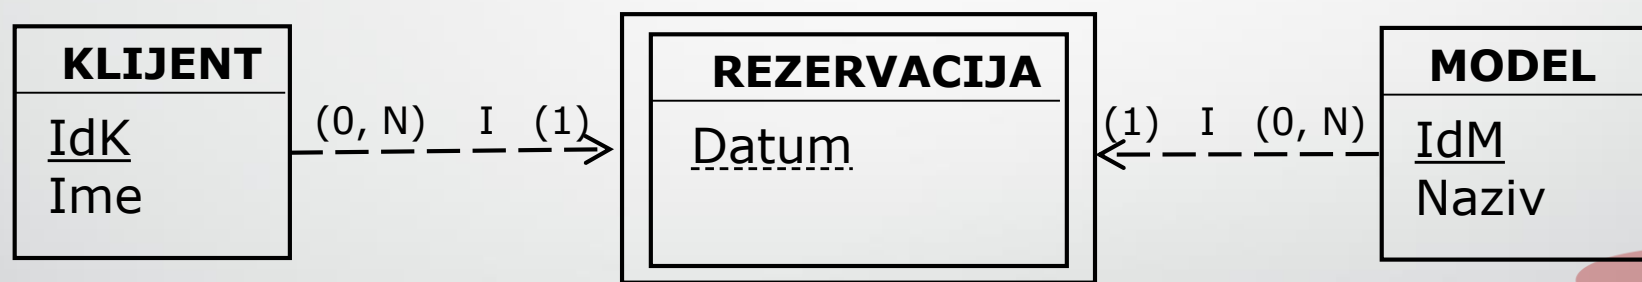 KLIJENT
IdK
Ime
(0, N) I (1)
REZERVACIJA
Datum
(1) I (0, N)
MODEL
IdM
Naziv